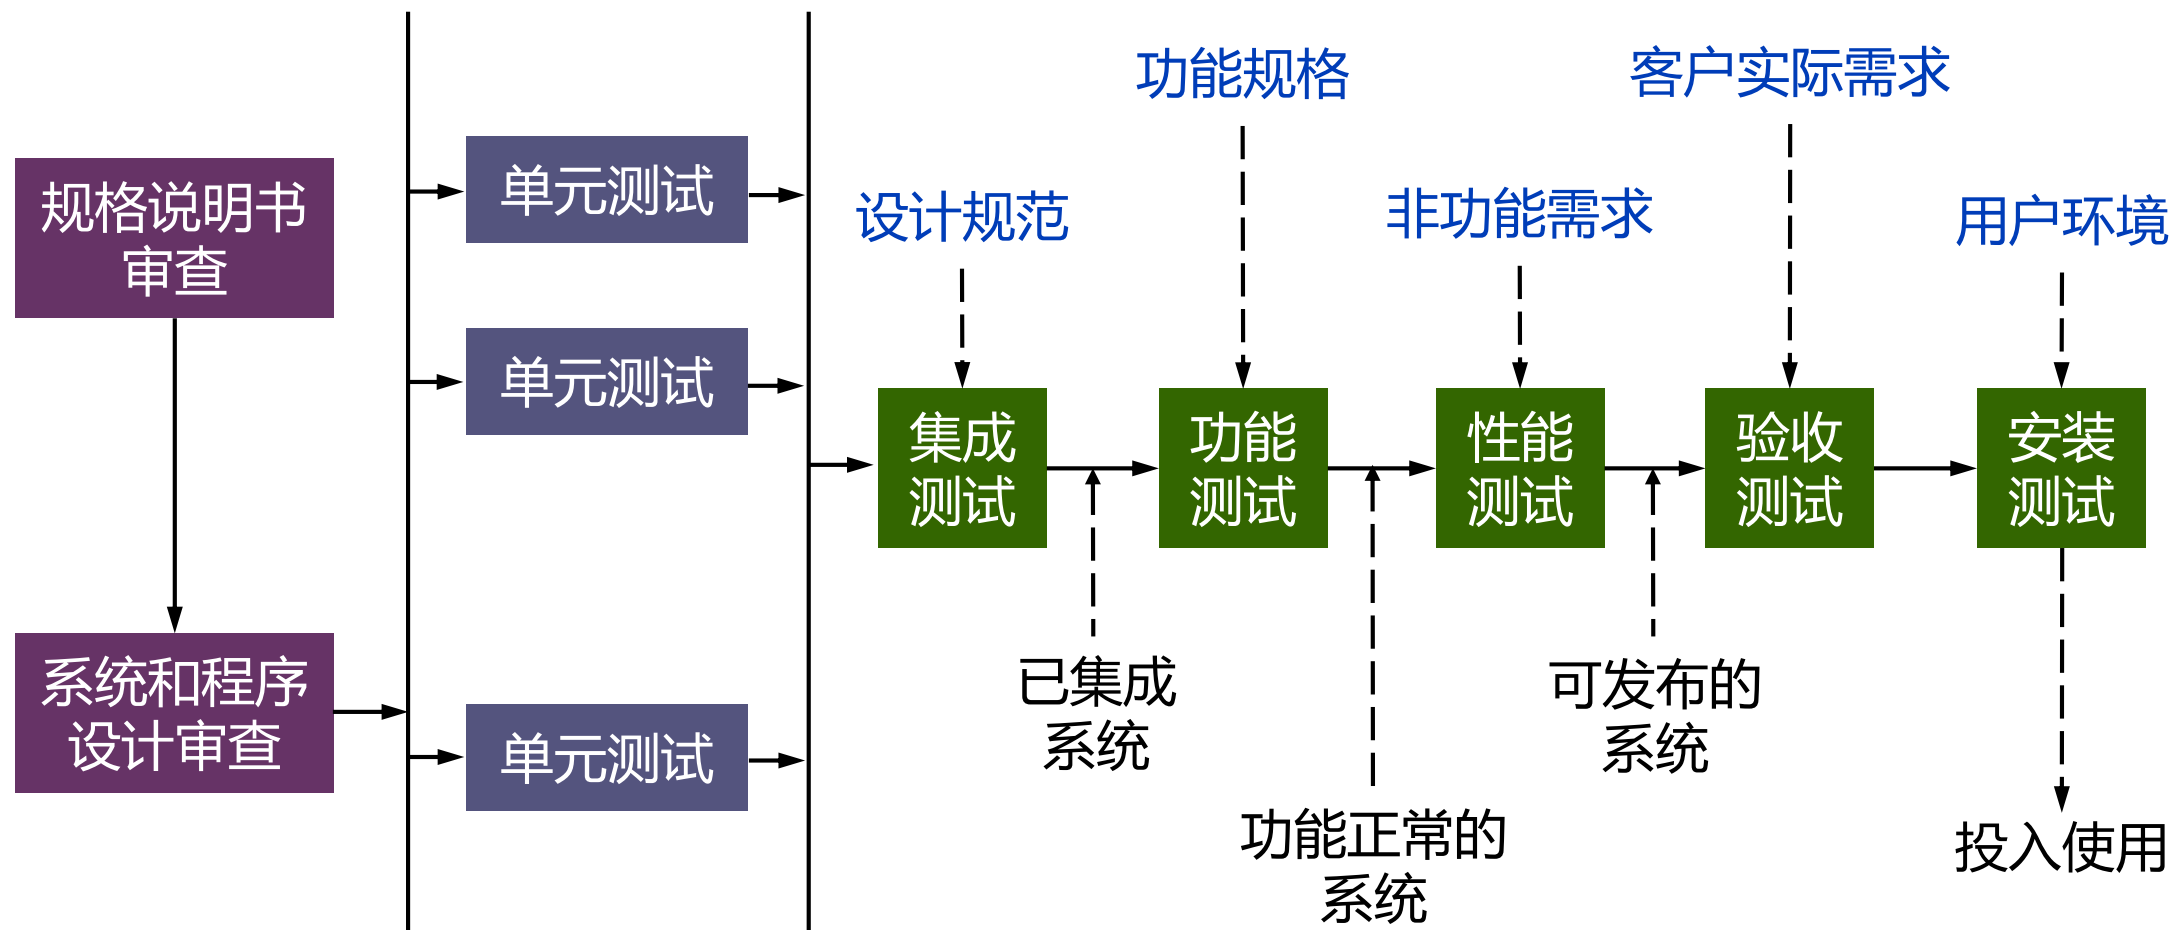 规格说明书
审查
系统和程序
设计审查
单元测试
单元测试
单元测试
设计规范
功能规格
非功能需求
客户实际需求
用户环境
集成
测试
功能
测试
性能
测试
验收
测试
安装
测试
已集成
系统
功能正常的
系统
可发布的
系统
投入使用